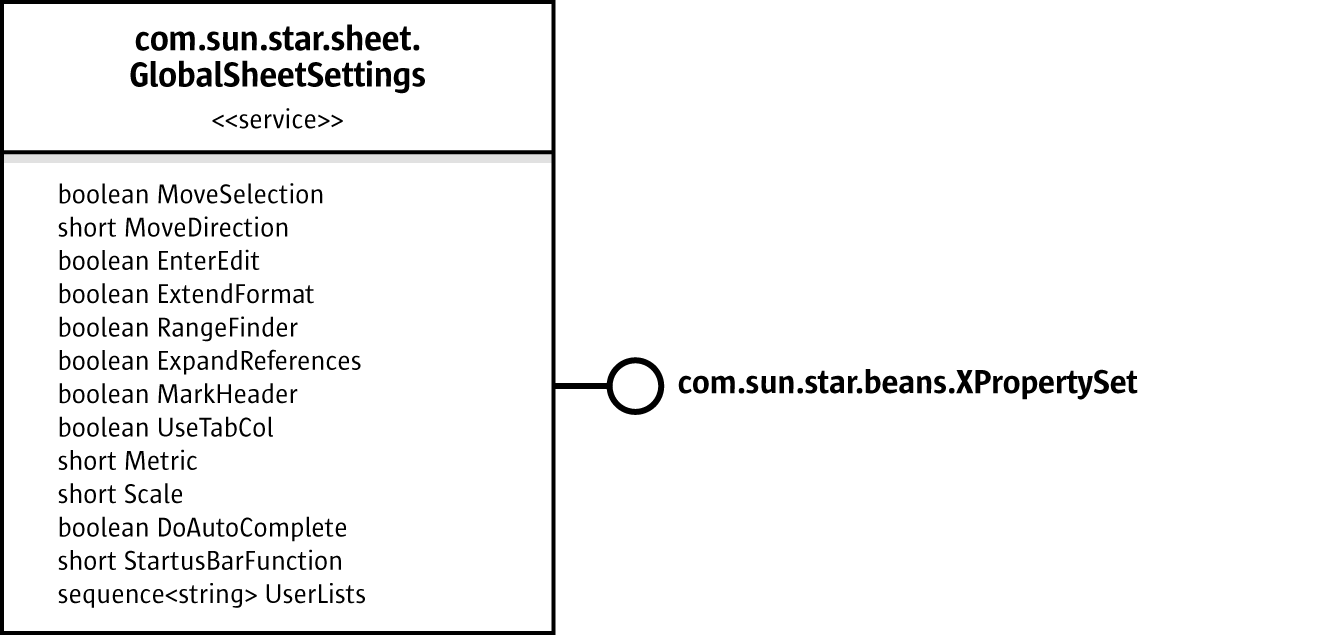 com.sun.star.sheet.
GlobalSheetSettings
<<service>>
boolean MoveSelection
short MoveDirection
boolean EnterEdit
boolean ExtendFormat
boolean RangeFinder
boolean ExpandReferences
boolean MarkHeader
boolean UseTabCol
short Metric
short Scale
boolean DoAutoComplete
short StartusBarFunction
sequence<string> UserLists
com.sun.star.beans.XPropertySet